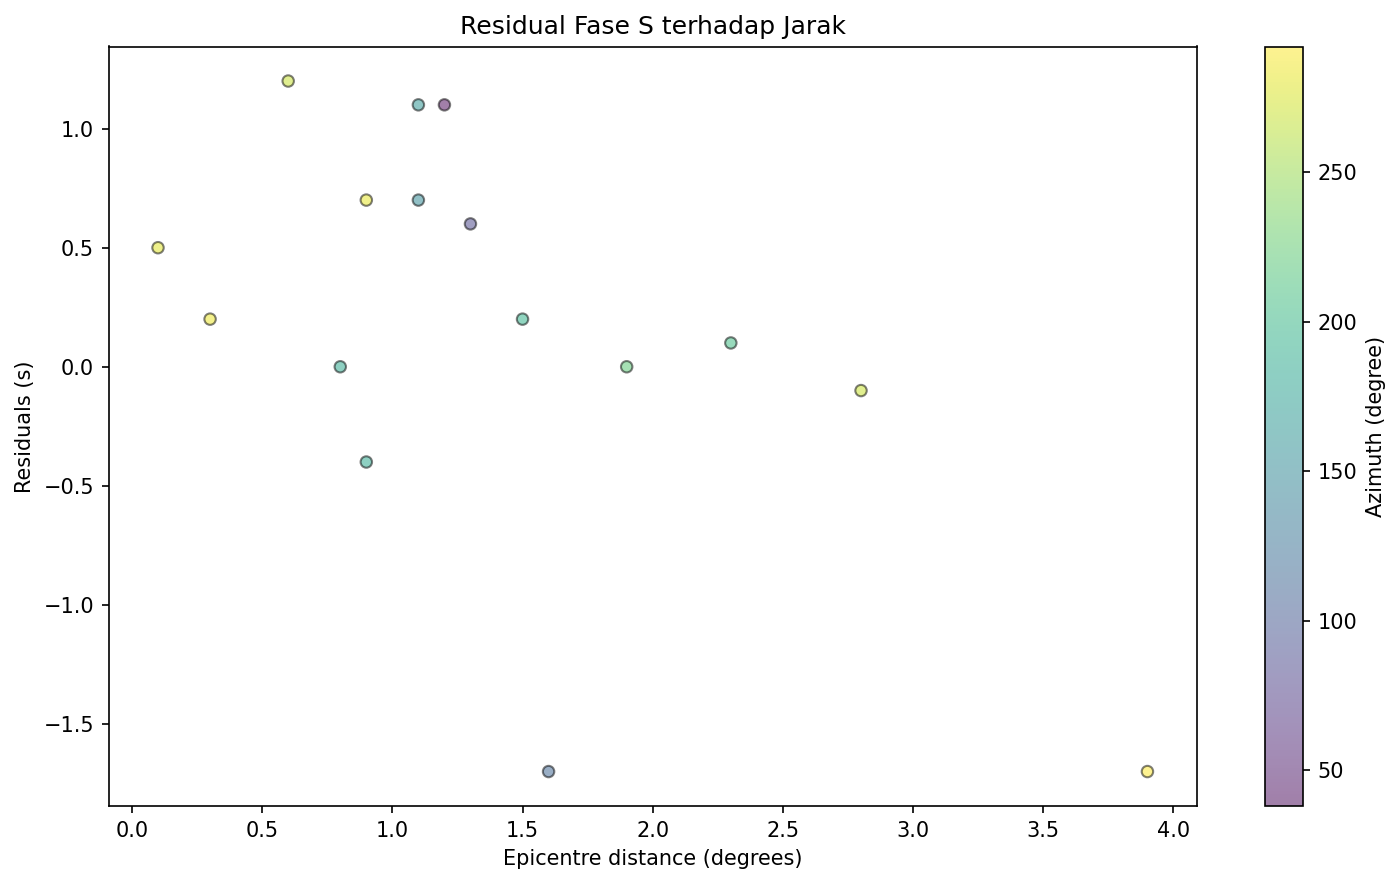 Residual Fase S terhadap Jarak
Residuals (s)
1.0
0.5
0.0
−0.5
−1.0
−1.5
0.0 0.5 1.0 1.5 2.0 2.5 3.0 3.5 4.0
Epicentre distance (degrees)
250
200
150
100
50
Azimuth (degree)